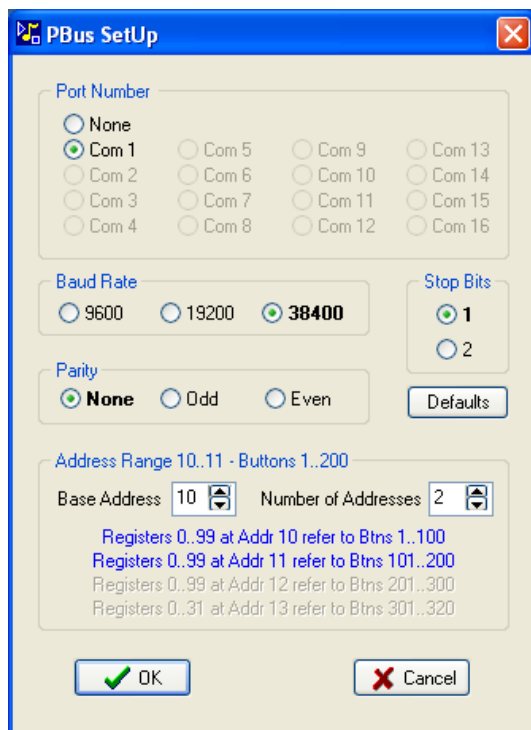 PBus SetUp
Port Number
None
Com 1 Com 5 Com 9 Com 13
Com 2 Com 6 Com 10 Com 14
Com 3 Com 7 Com 11 Com 15
Com 4 Com 8 Com 12 Com 16
Baud Rate
9600 19200 38400
Stop Bits
1
2
Parity
None Odd Even
Defaults
Address Range 10..11 - Buttons 1..200
Base Address 10 Number of Addresses 2
Registers 0..99 at Addr 10 refer to Btns 1..100
Registers 0..99 at Addr 11 refer to Btns 101..200
Registers 0..99 at Addr 12 refer to Btns 201..300
Registers 0..31 at Addr 13 refer to Btns 301..320
OK Cancel